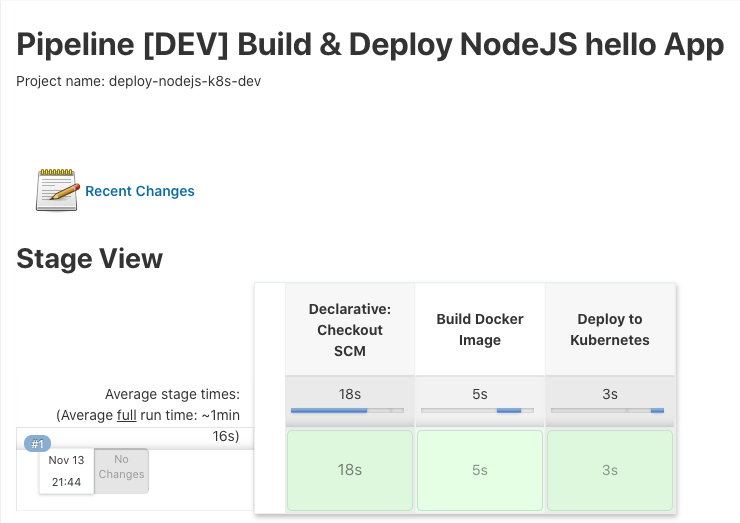 Pipeline [DEV] Build & Deploy NodeJS hello App
Project name: deploy-nodejs-k8s-dev
Recent Changes
Stage View
Declarative:
Checkout
SCM
Build Docker
Image
Deploy to
Kubernetes
Average stage times:
(Average full run time: ~1min
16s)
18s
5s
3s
#1
Nov 13
21:44
No
Changes
18s
5s
3s